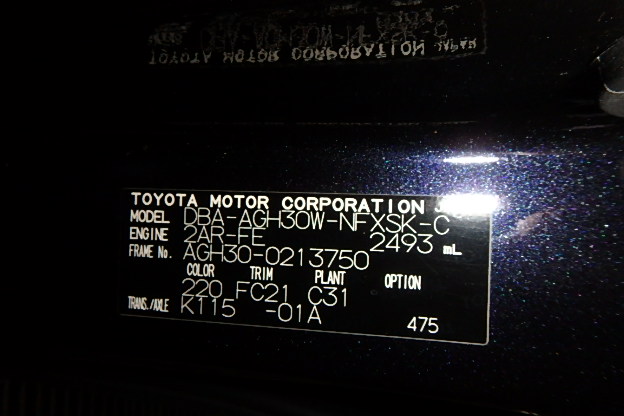 TOYOTA MOTOR CORPORATION
MODEL DBA-AGH30W-NFXSK-C
ENGINE 2AR-FE 2493 mL
FRAME No. AGH30-0213750
COLOR TRIM PLANT OPTION
220 FC21 C31
TRANS./AXLE K115 -01A
475